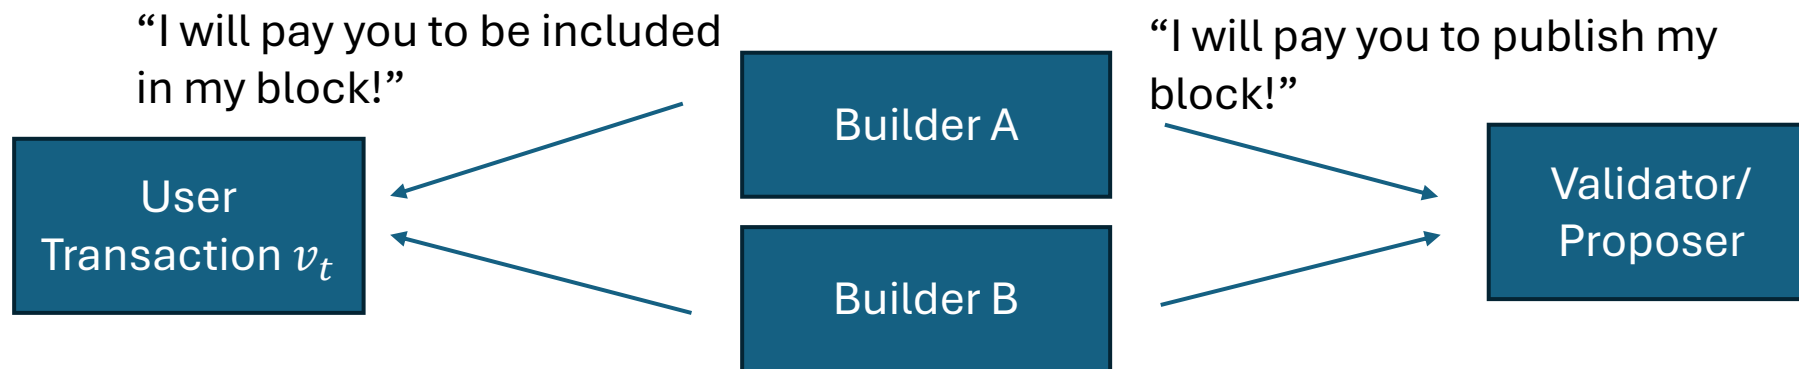 “I will pay you to be included
in my block!”
“I will pay you to publish my
block!”
User
Transaction $v_t$
Builder A
Builder B
Validator/
Proposer